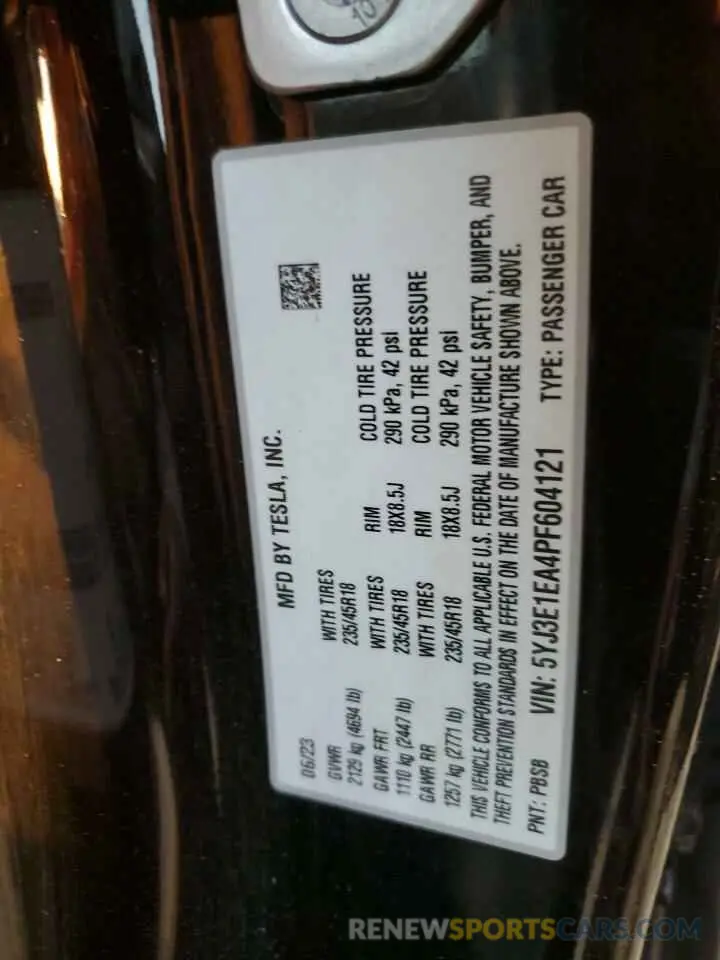 10
MFD BY TESLA, INC.
06/23
GVWR WITH TIRES
2129 kg (4694 lb) 235/45R18
GAWR FRT WITH TIRES RIM COLD TIRE PRESSURE
1110 kg (2447 lb) 235/45R18 18X8.5J 290 kPa, 42 psi
GAWR RR WITH TIRES RIM COLD TIRE PRESSURE
1257 kg (2771 lb) 235/45R18 18X8.5J 290 kPa, 42 psi
THIS VEHICLE CONFORMS TO ALL APPLICABLE U.S. FEDERAL MOTOR VEHICLE SAFETY, BUMPER, AND
THEFT PREVENTION STANDARDS IN EFFECT ON THE DATE OF MANUFACTURE SHOWN ABOVE.
PNT: PBSB VIN: 5YJ3E1EA4PF604121 TYPE: PASSENGER CAR
RENEWSPORTSCARS.COM